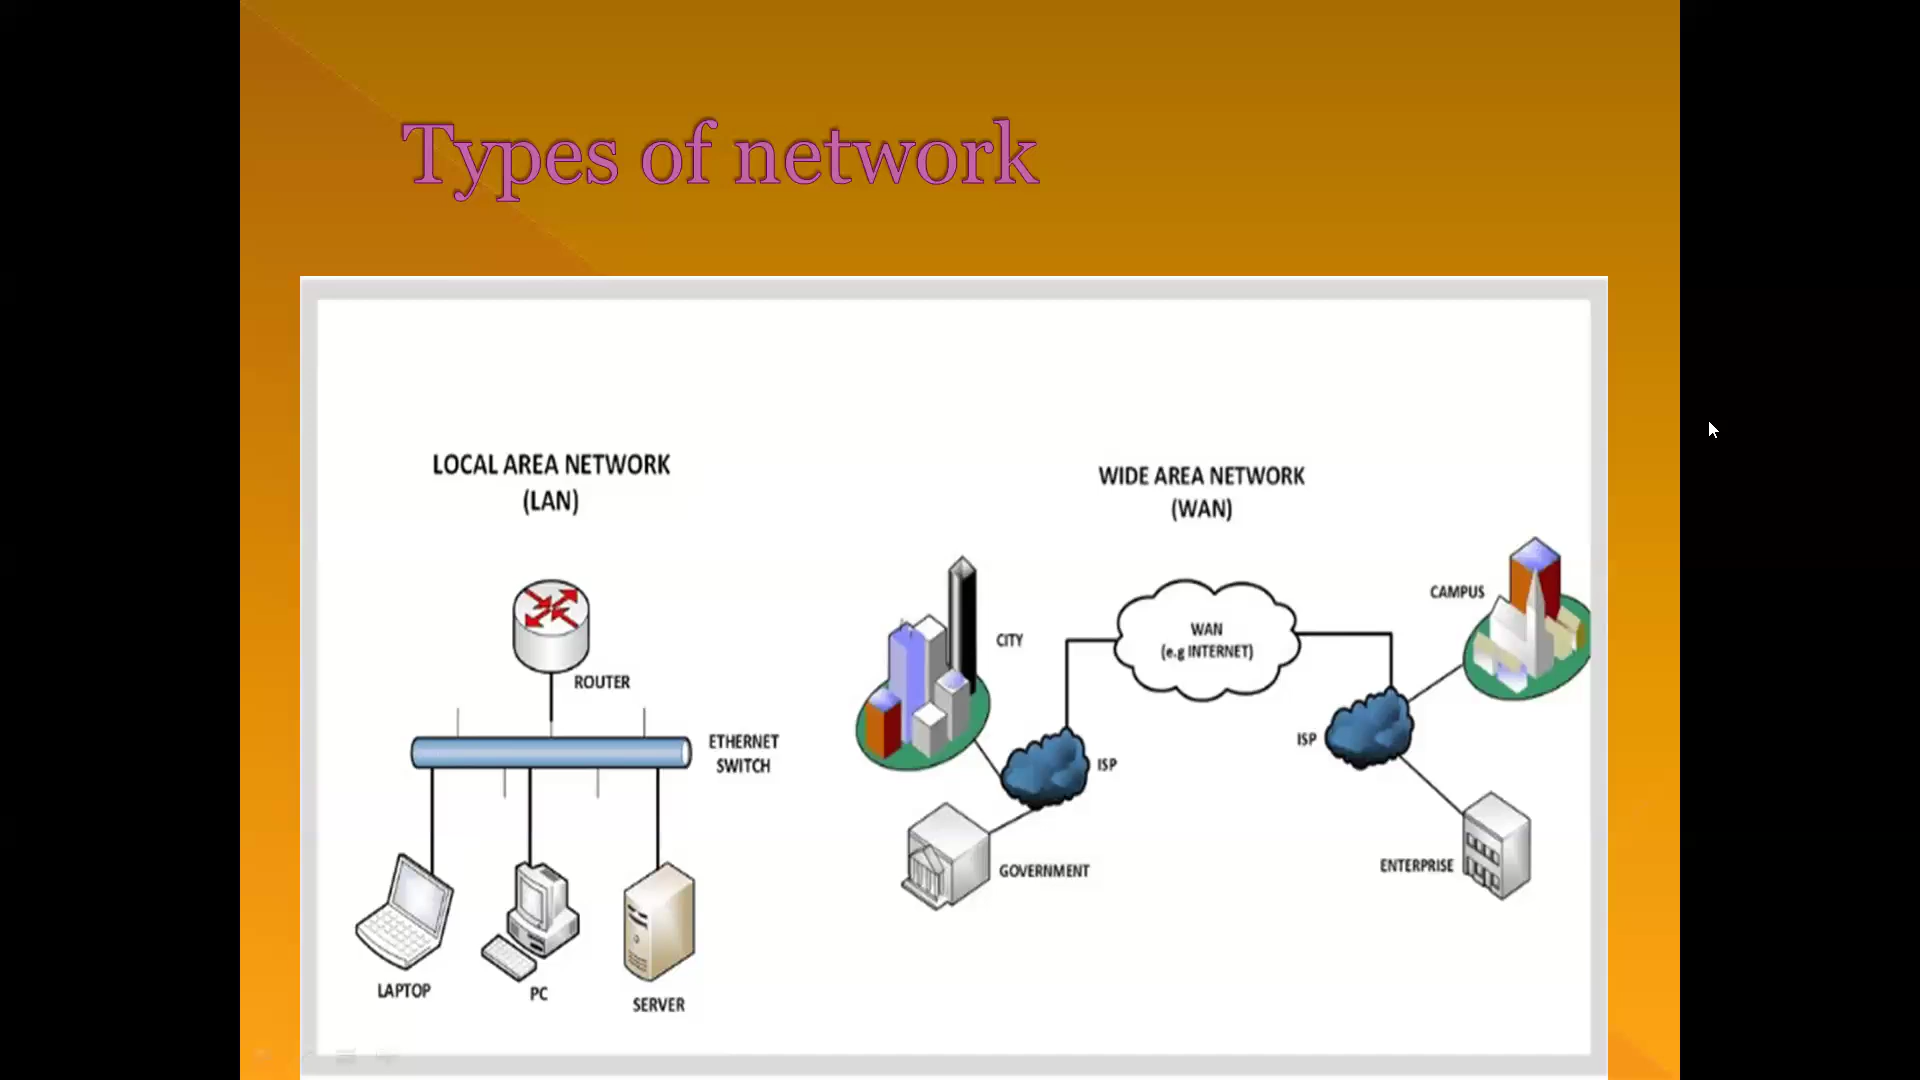 Types of network
LOCAL AREA NETWORK
(LAN)
ROUTER
ETHERNET
SWITCH
LAPTOP
PC
SERVER
WIDE AREA NETWORK
(WAN)
CITY
WAN
(e.g INTERNET)
CAMPUS
ISP
ISP
GOVERNMENT
ENTERPRISE